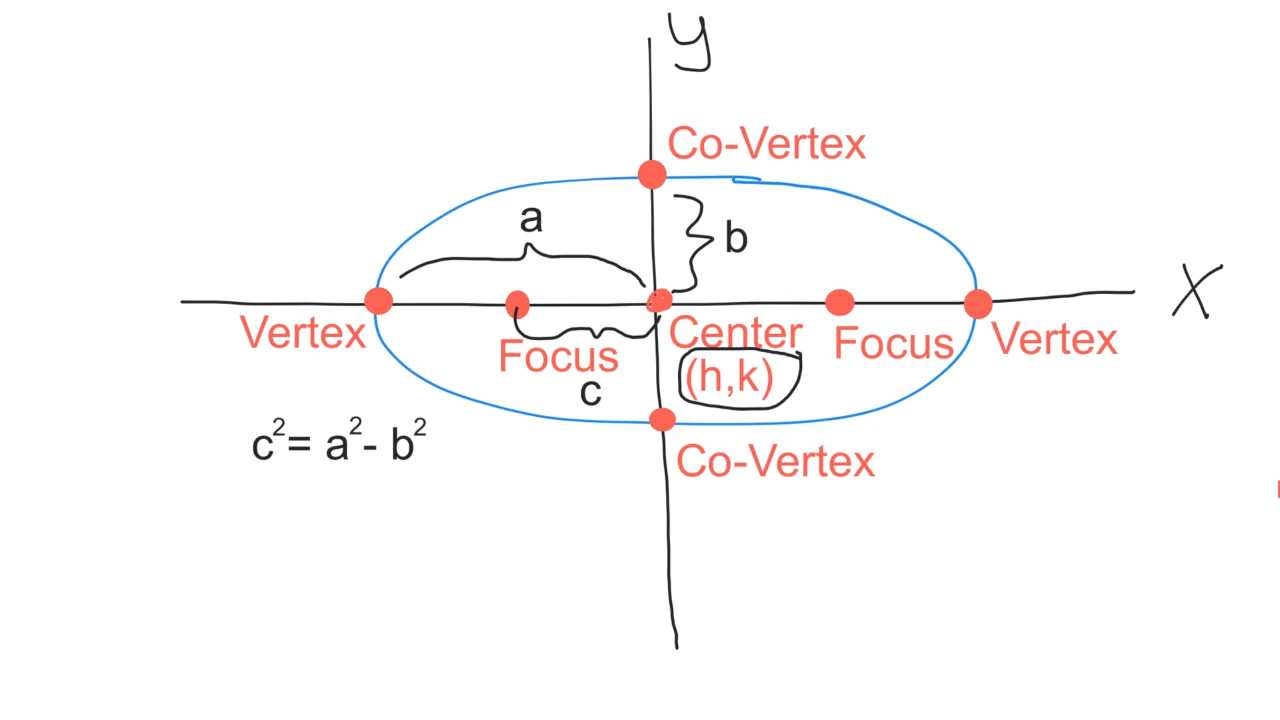 y
Co-Vertex
a
b
x
Vertex
Focus
c
Center
(h,k)
Focus
Vertex
c²= a²- b²
Co-Vertex